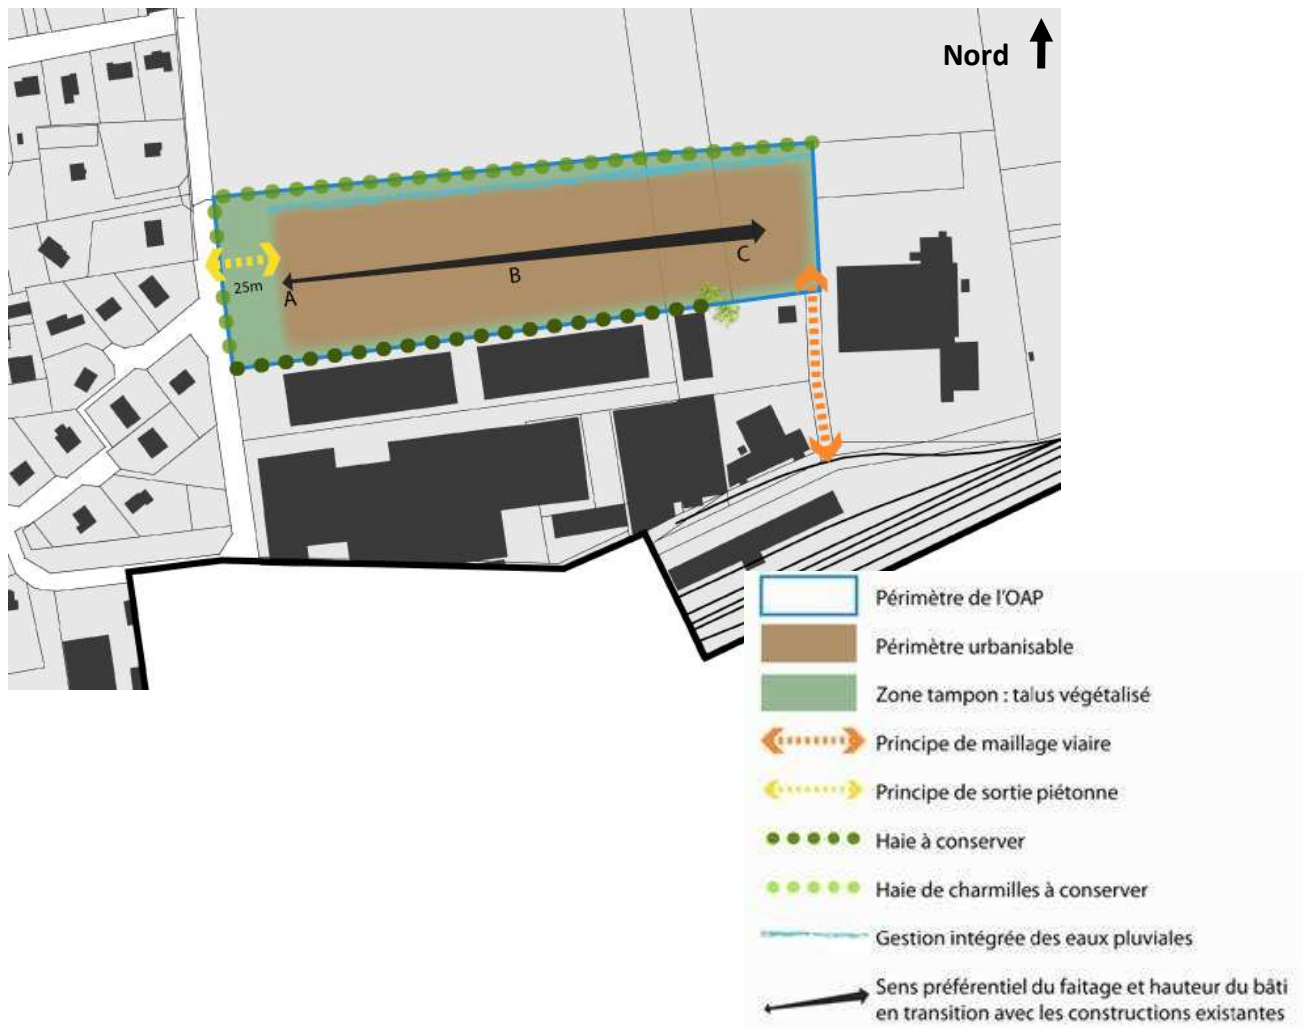 Nord
25m
A
B
C
Périmètre de l'OAP
Périmètre urbanisable
Zone tampon : talus végétalisé
Principe de maillage viaire
Principe de sortie piétonne
Haie à conserver
Haie de charmilles à conserver
Gestion intégrée des eaux pluviales
Sens préférentiel du faitage et hauteur du bâti
en transition avec les constructions existantes